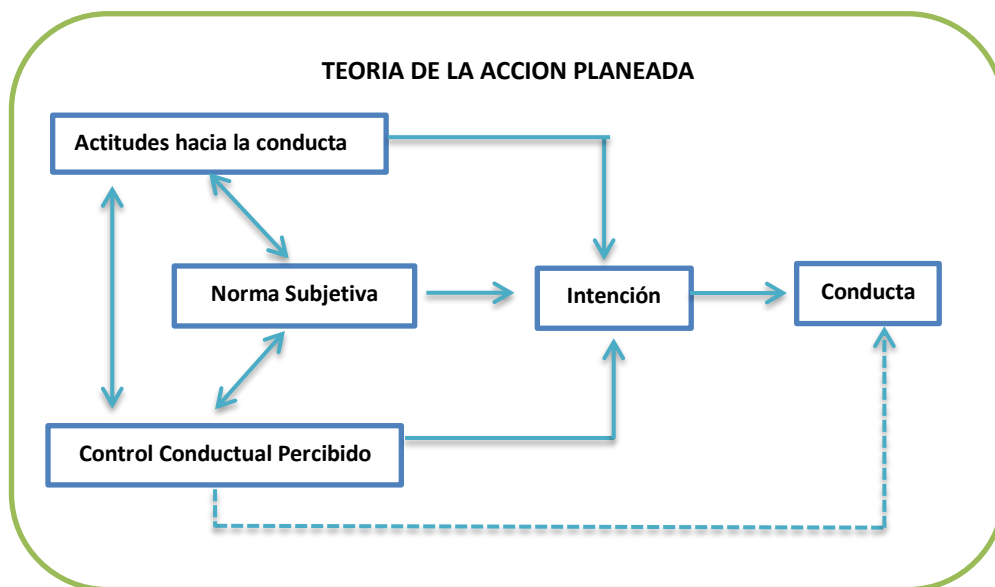 TEORIA DE LA ACCION PLANEADA
Actitudes hacia la conducta
Norma Subjetiva
Intención
Conducta
Control Conductual Percibido